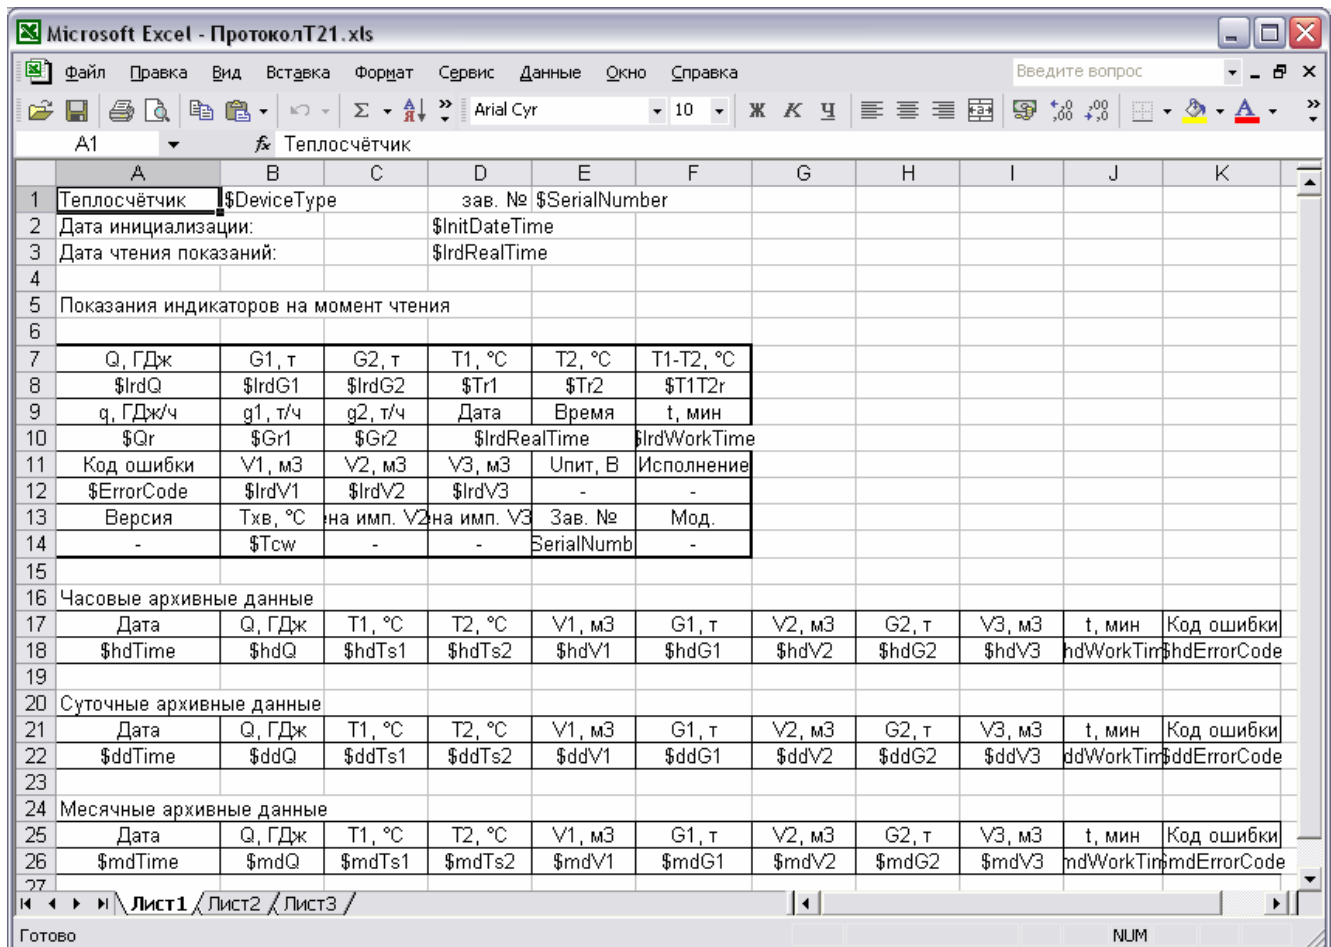 Microsoft Excel - ПротоколТ21.xls
Файл Правка Вид Вставка Формат Сервис Данные Окно Справка Введите вопрос
Arial Cyr 10 Ж К Ч
A1 fx Теплосчётчик
A B C D E F G H I J K
1 Теплосчётчик $DeviceType зав. № $SerialNumber
2 Дата инициализации: $InitDateTime
3 Дата чтения показаний: $IrdRealTime
4
5 Показания индикаторов на момент чтения
6
7 Q, ГДж G1, т G2, т T1, °C T2, °C T1-T2, °C
8 $IrdQ $IrdG1 $IrdG2 $Tr1 $Tr2 $T1T2r
9 q, ГДж/ч g1, т/ч g2, т/ч Дата Время t, мин
10 $Qr $Gr1 $Gr2 $IrdRealTime $IrdWorkTime
11 Код ошибки V1, м3 V2, м3 V3, м3 Uпит, В Исполнение
12 $ErrorCode $IrdV1 $IrdV2 $IrdV3 - -
13 Версия Тхв, °C на имп. V2 на имп. V3 Зав. № Мод.
14 - $Tcw - - SerialNumb -
15
16 Часовые архивные данные
17 Дата Q, ГДж T1, °C T2, °C V1, м3 G1, т V2, м3 G2, т V3, м3 t, мин Код ошибки
18 $hdTime $hdQ $hdTs1 $hdTs2 $hdV1 $hdG1 $hdV2 $hdG2 $hdV3 hdWorkTim $hdErrorCode
19
20 Суточные архивные данные
21 Дата Q, ГДж T1, °C T2, °C V1, м3 G1, т V2, м3 G2, т V3, м3 t, мин Код ошибки
22 $ddTime $ddQ $ddTs1 $ddTs2 $ddV1 $ddG1 $ddV2 $ddG2 $ddV3 ddWorkTim $ddErrorCode
23
24 Месячные архивные данные
25 Дата Q, ГДж T1, °C T2, °C V1, м3 G1, т V2, м3 G2, т V3, м3 t, мин Код ошибки
26 $mdTime $mdQ $mdTs1 $mdTs2 $mdV1 $mdG1 $mdV2 $mdG2 $mdV3 mdWorkTim $mdErrorCode
27
Лист1 Лист2 Лист3
Готово NUM